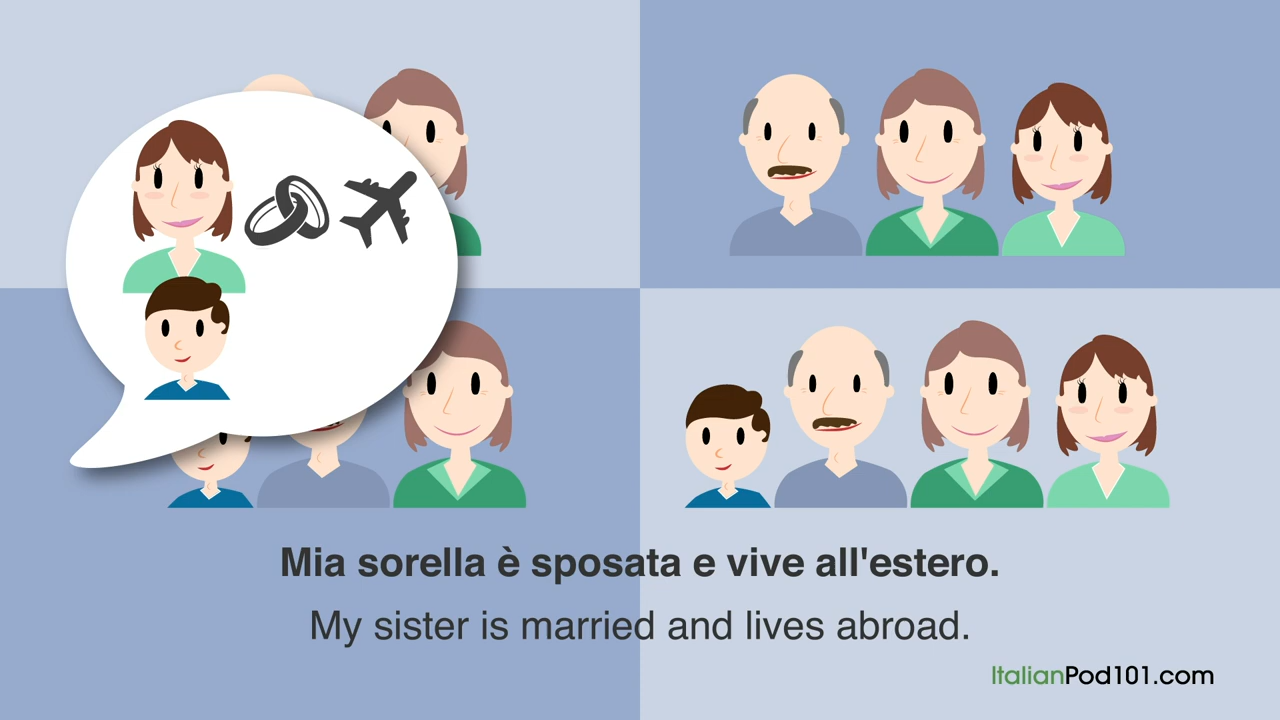 Mia sorella è sposata e vive all'estero.
My sister is married and lives abroad.
ItalianPod101.com